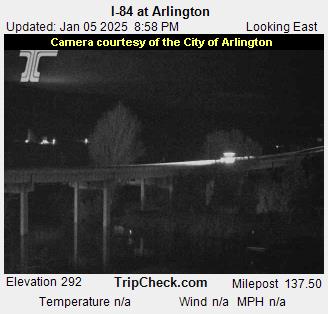 I-84 at Arlington
Updated: Jan 05 2025 8:58 PM Looking East
Camera courtesy of the City of Arlington
Elevation 292 TripCheck.com Milepost 137.50
Temperature n/a Wind n/a MPH n/a